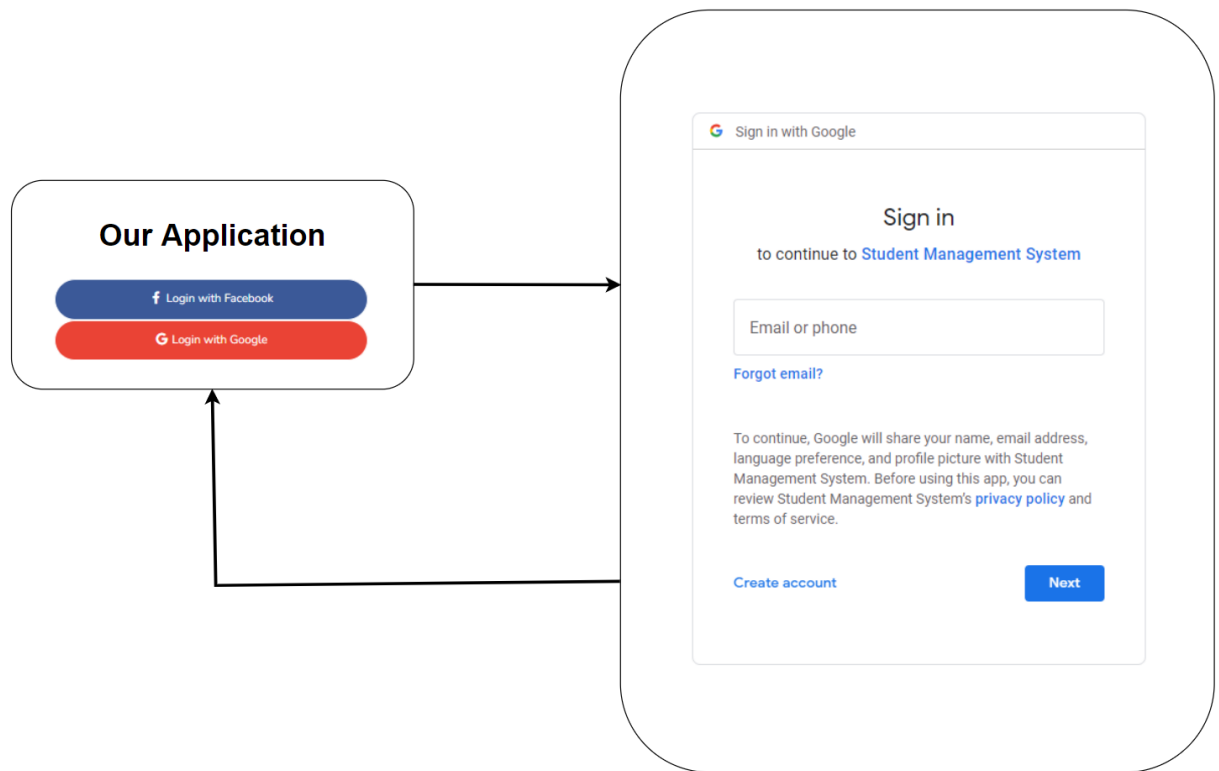 Our Application
Login with Facebook
Login with Google
Sign in with Google
Sign in
to continue to Student Management System
Email or phone
Forgot email?
To continue, Google will share your name, email address,
language preference, and profile picture with Student
Management System. Before using this app, you can
review Student Management System's privacy policy and
terms of service.
Create account
Next